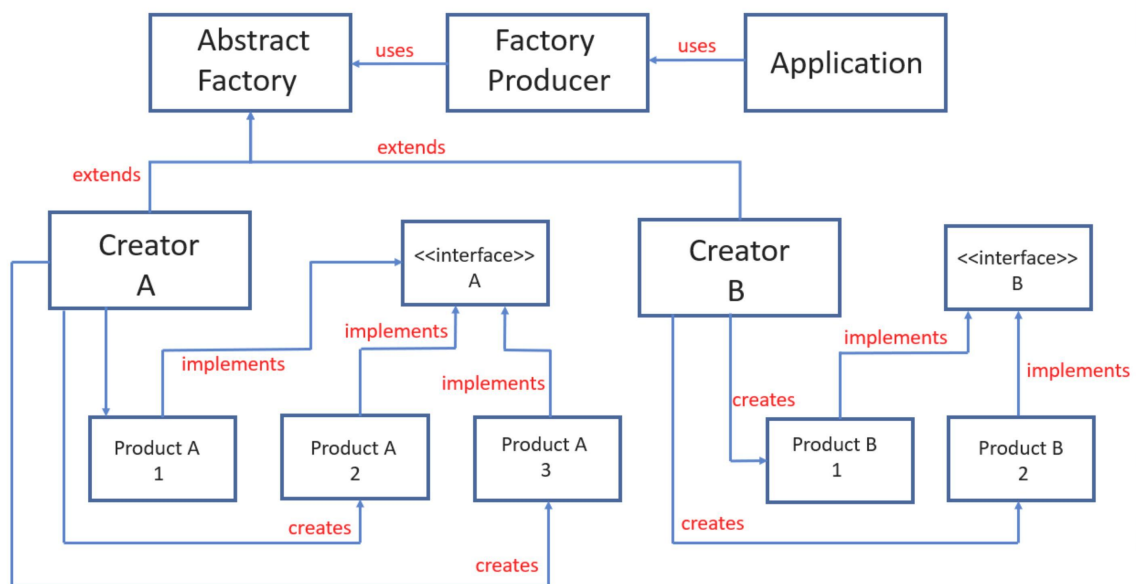 Abstract
Factory
uses
Factory
Producer
uses
Application
extends
extends
Creator
A
<<interface>>
A
Creator
B
<<interface>>
B
implements
implements
implements
implements
implements
creates
Product A
1
Product A
2
Product A
3
Product B
1
Product B
2
creates
creates
creates